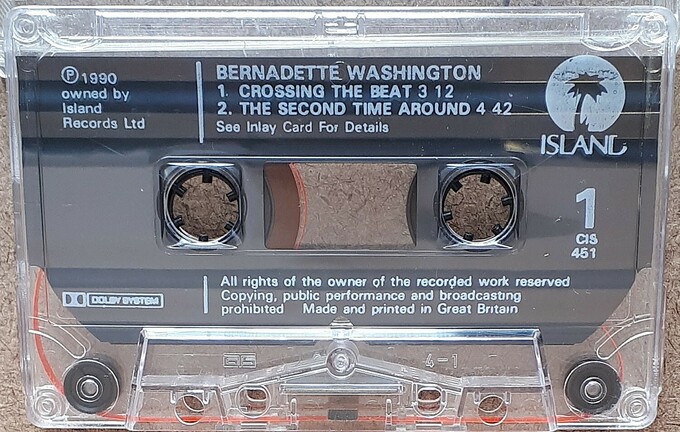 Ⓟ1990
owned by
Island
Records Ltd
BERNADETTE WASHINGTON
1. CROSSING THE BEAT 3 12
2. THE SECOND TIME AROUND 4 42
See Inlay Card For Details
ISLAND
1
CIS
451
DOLBY SYSTEM
All rights of the owner of the recorded work reserved
Copying, public performance and broadcasting
prohibited Made and printed in Great Britain
4-1